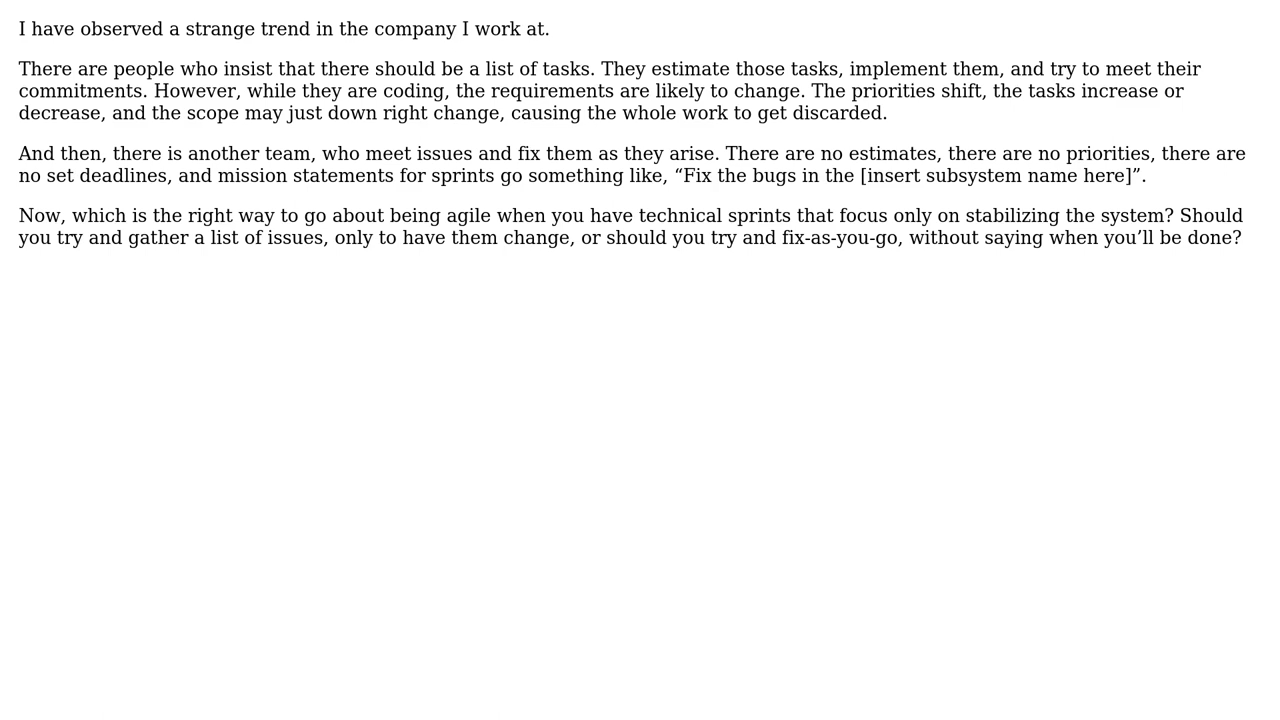 I have observed a strange trend in the company I work at.
There are people who insist that there should be a list of tasks. They estimate those tasks, implement them, and try to meet their
commitments. However, while they are coding, the requirements are likely to change. The priorities shift, the tasks increase or
decrease, and the scope may just down right change, causing the whole work to get discarded.
And then, there is another team, who meet issues and fix them as they arise. There are no estimates, there are no priorities, there are
no set deadlines, and mission statements for sprints go something like, “Fix the bugs in the [insert subsystem name here]”.
Now, which is the right way to go about being agile when you have technical sprints that focus only on stabilizing the system? Should
you try and gather a list of issues, only to have them change, or should you try and fix-as-you-go, without saying when you’ll be done?